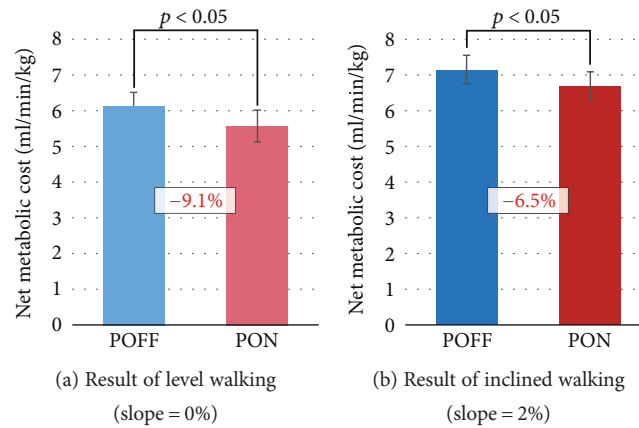 p < 0.05
Net metabolic cost (ml/min/kg)
8
7
6
5
4
3
2
1
0
−9.1%
POFF PON
(a) Result of level walking
(slope = 0%)
p < 0.05
Net metabolic cost (ml/min/kg)
8
7
6
5
4
3
2
1
0
−6.5%
POFF PON
(b) Result of inclined walking
(slope = 2%)